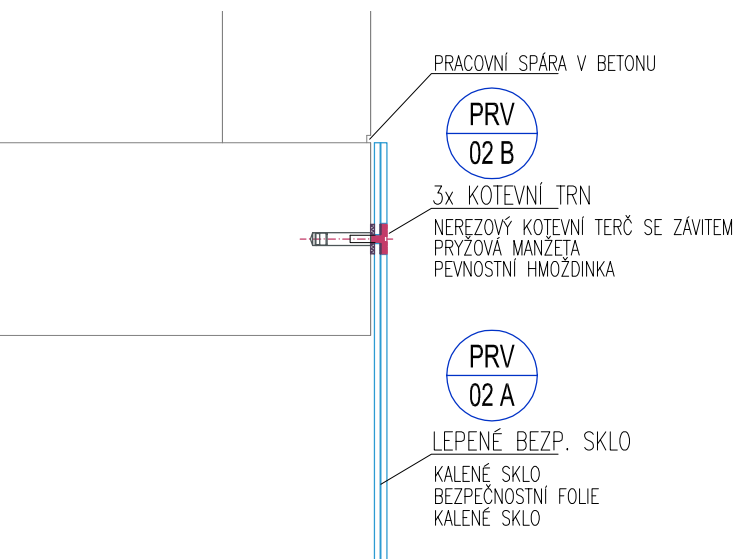 PRACOVNÍ SPÁRA V BETONU
PRV
02 B
3x KOTEVNÍ TRN
NEREZOVÝ KOTEVNÍ TERČ SE ZÁVITEM
PRYŽOVÁ MANŽETA
PEVNOSTNÍ HMOŽDINKA
PRV
02 A
LEPENÉ BEZP. SKLO
KALENÉ SKLO
BEZPEČNOSTNÍ FOLIE
KALENÉ SKLO